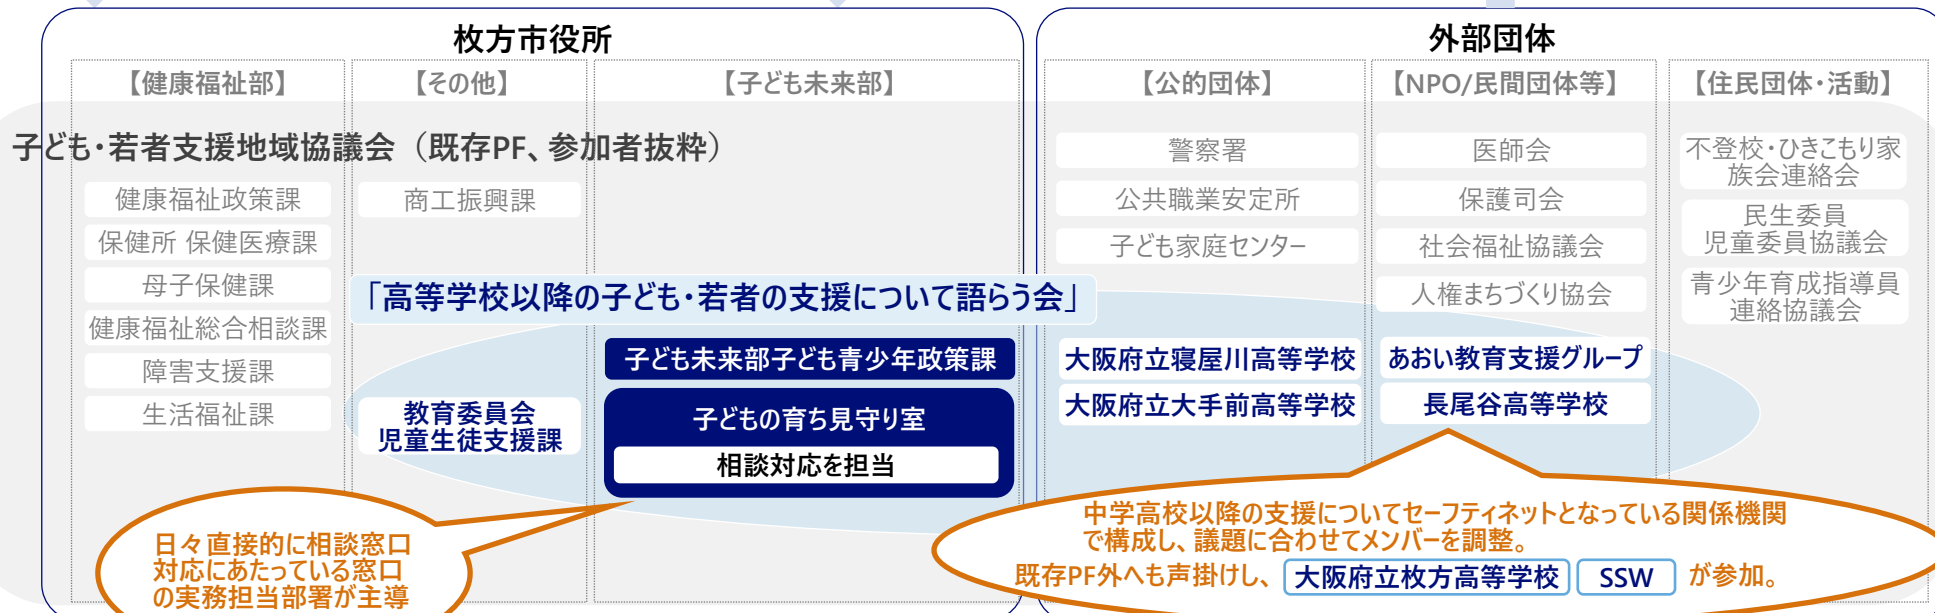 枚方市役所
外部団体
【健康福祉部】
【その他】
【子ども未来部】
【公的団体】
【NPO/民間団体等】
【住民団体・活動】
子ども・若者支援地域協議会（既存PF、参加者抜粋）
健康福祉政策課
保健所 保健医療課
母子保健課
健康福祉総合相談課
障害支援課
生活福祉課
商工振興課
警察署
公共職業安定所
子ども家庭センター
医師会
保護司会
社会福祉協議会
人権まちづくり協会
不登校・ひきこもり家
族会連絡会
民生委員
児童委員協議会
青少年育成指導員
連絡協議会
「高等学校以降の子ども・若者の支援について語らう会」
教育委員会
児童生徒支援課
子ども未来部子ども青少年政策課
子どもの育ち見守り室
相談対応を担当
大阪府立寝屋川高等学校
大阪府立大手前高等学校
あおい教育支援グループ
長尾谷高等学校
日々直接的に相談窓口
対応にあたっている窓口
の実務担当部署が主導
中学高校以降の支援についてセーフティネットとなっている関係機関
で構成し、議題に合わせてメンバーを調整。
既存PF外へも声掛けし、 大阪府立枚方高等学校 SSW が参加。